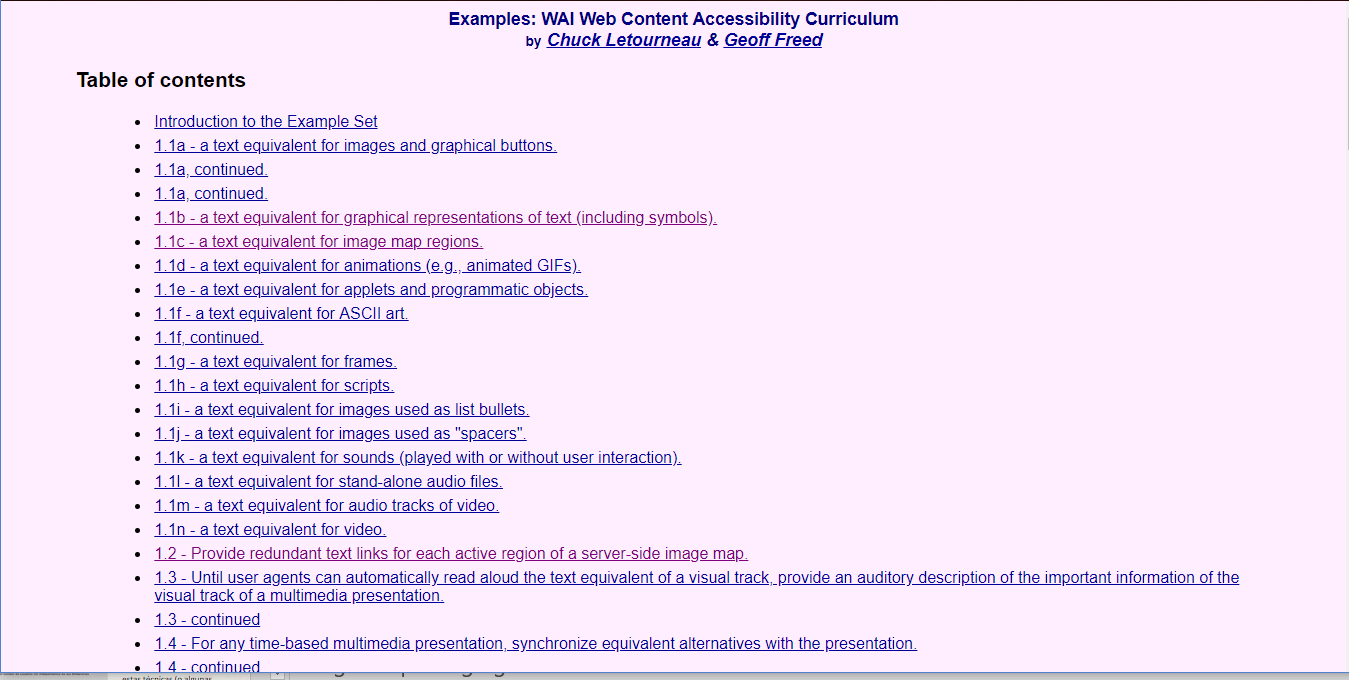 Examples: WAI Web Content Accessibility Curriculum
by Chuck Letourneau & Geoff Freed
Table of contents
Introduction to the Example Set
1.1a - a text equivalent for images and graphical buttons.
1.1a, continued.
1.1a, continued.
1.1b - a text equivalent for graphical representations of text (including symbols).
1.1c - a text equivalent for image map regions.
1.1d - a text equivalent for animations (e.g., animated GIFs).
1.1e - a text equivalent for applets and programmatic objects.
1.1f - a text equivalent for ASCII art.
1.1f, continued.
1.1g - a text equivalent for frames.
1.1h - a text equivalent for scripts.
1.1i - a text equivalent for images used as list bullets.
1.1j - a text equivalent for images used as "spacers".
1.1k - a text equivalent for sounds (played with or without user interaction).
1.1l - a text equivalent for stand-alone audio files.
1.1m - a text equivalent for audio tracks of video.
1.1n - a text equivalent for video.
1.2 - Provide redundant text links for each active region of a server-side image map.
1.3 - Until user agents can automatically read aloud the text equivalent of a visual track, provide an auditory description of the important information of the
visual track of a multimedia presentation.
1.3 - continued
1.4 - For any time-based multimedia presentation, synchronize equivalent alternatives with the presentation.
1.4 - continued
estas técnicas (o algunas